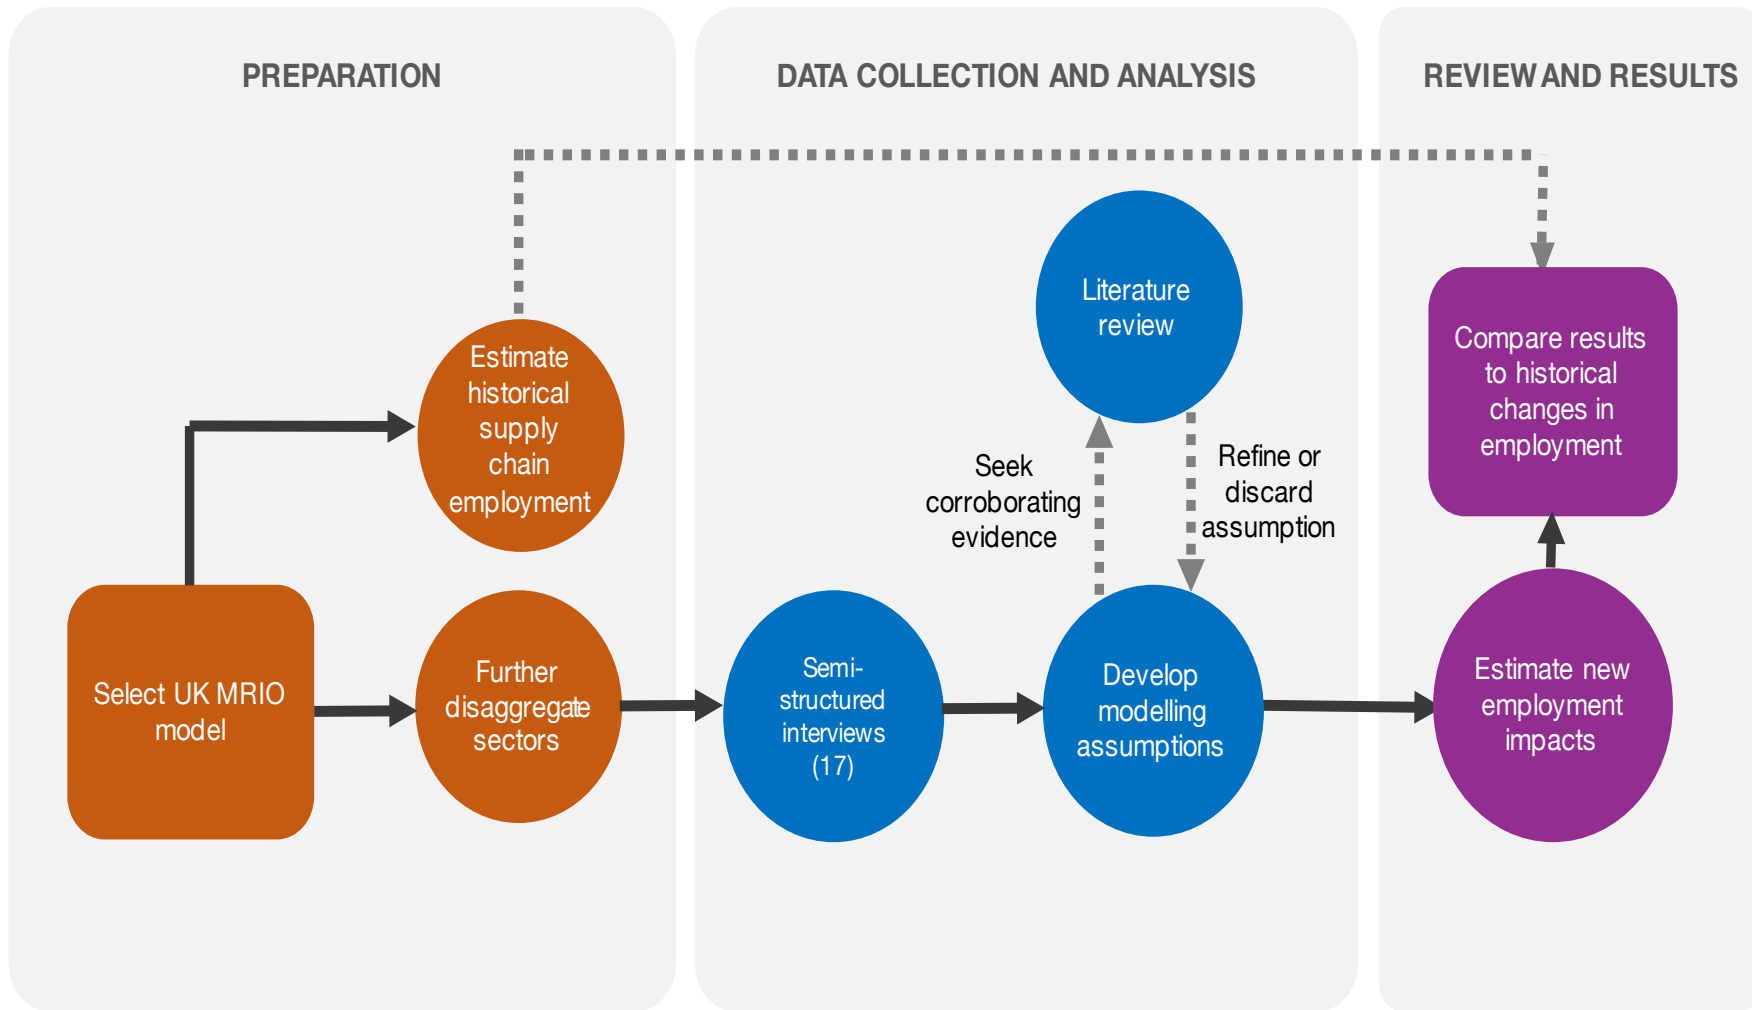 PREPARATION
Estimate
historical
supply
chain
employment
Select UK MRIO
model
Further
disaggregate
sectors
DATA COLLECTION AND ANALYSIS
Literature
review
Seek
corroborating
evidence
Refine or
discard
assumption
Semi-
structured
interviews
(17)
Develop
modelling
assumptions
REVIEW AND RESULTS
Compare results
to historical
changes in
employment
Estimate new
employment
impacts